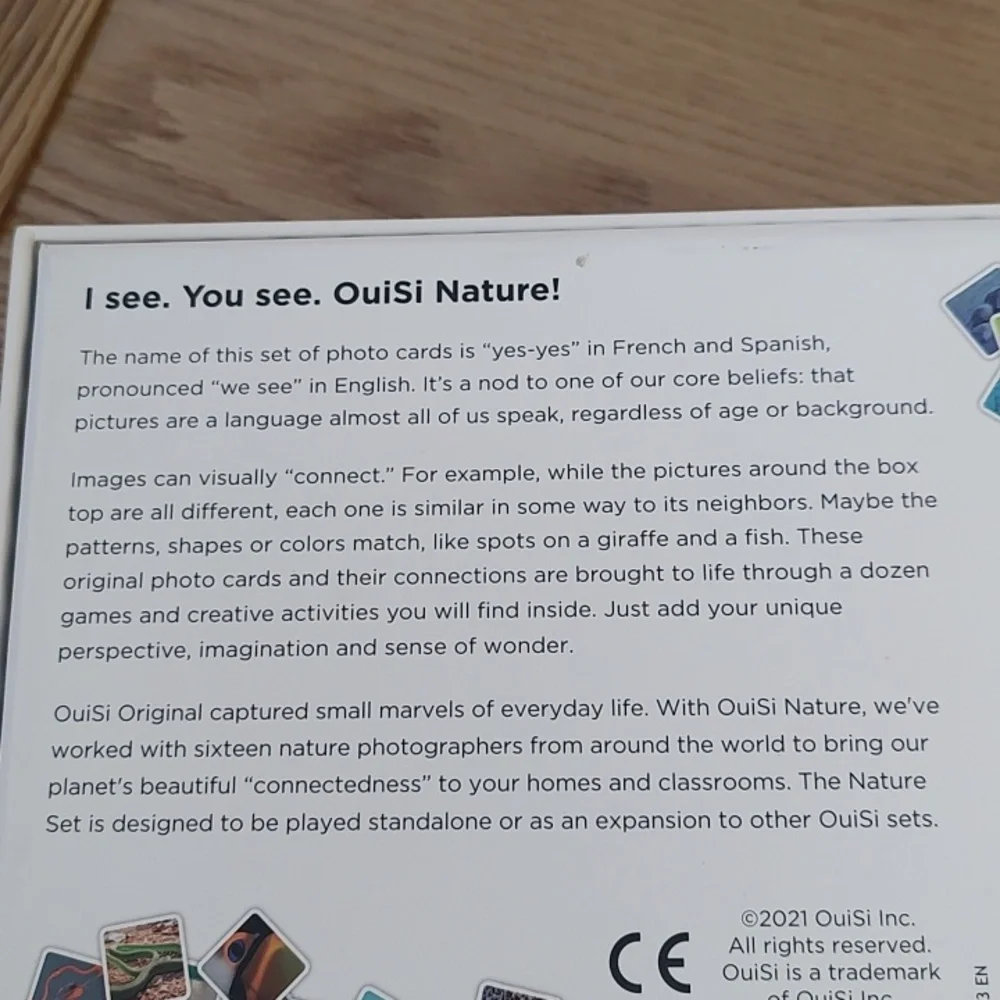 I see. You see. OuiSi Nature!
The name of this set of photo cards is “yes-yes” in French and Spanish,
pronounced “we see” in English. It’s a nod to one of our core beliefs: that
pictures are a language almost all of us speak, regardless of age or background.
Images can visually “connect.” For example, while the pictures around the box
top are all different, each one is similar in some way to its neighbors. Maybe the
patterns, shapes or colors match, like spots on a giraffe and a fish. These
original photo cards and their connections are brought to life through a dozen
games and creative activities you will find inside. Just add your unique
perspective, imagination and sense of wonder.
OuiSi Original captured small marvels of everyday life. With OuiSi Nature, we've
worked with sixteen nature photographers from around the world to bring our
planet's beautiful “connectedness” to your homes and classrooms. The Nature
Set is designed to be played standalone or as an expansion to other OuiSi sets.
CE
©2021 OuiSi Inc.
All rights reserved.
OuiSi is a trademark
of OuiSi Inc
3 EN